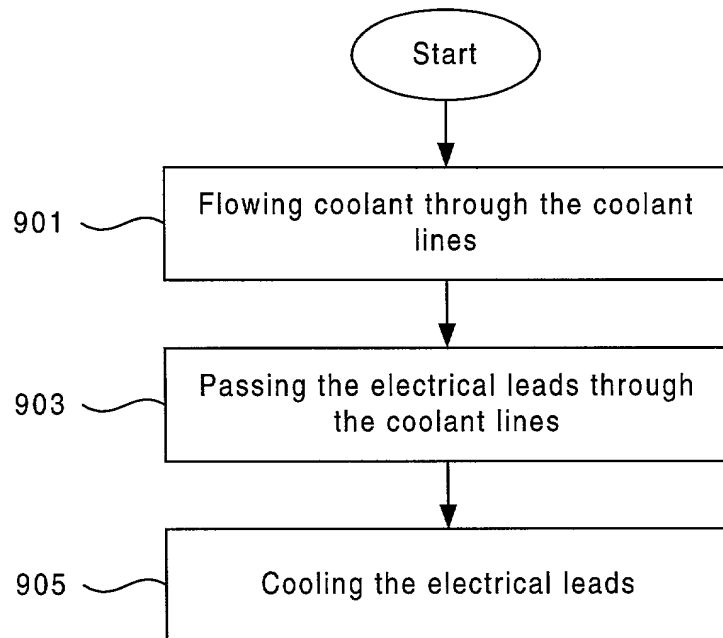 Start
901
Flowing coolant through the coolant
lines
903
Passing the electrical leads through
the coolant lines
905
Cooling the electrical leads